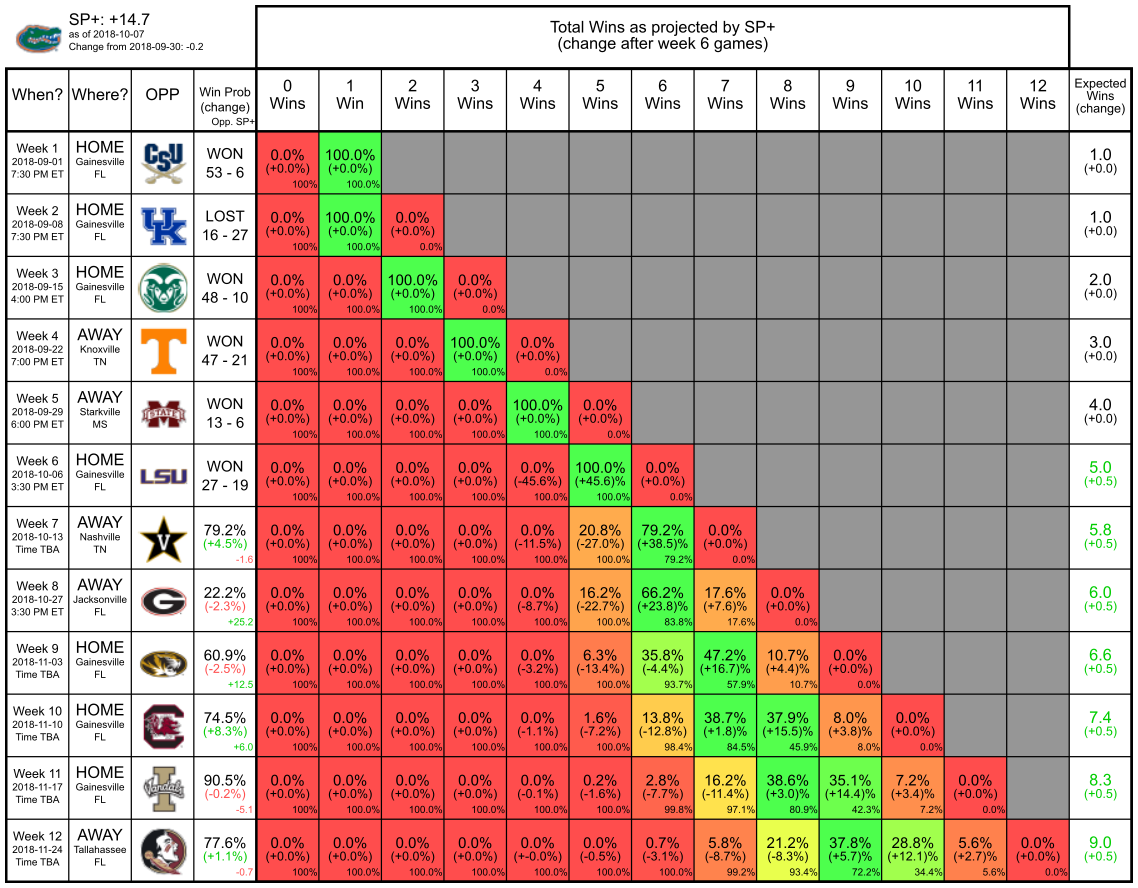 SP+: +14.7
as of 2018-10-07
Change from 2018-09-30: -0.2
Total Wins as projected by SP+
(change after week 6 games)
When? Where? OPP Win Prob (change) Opp. SP+ 0 Wins 1 Win 2 Wins 3 Wins 4 Wins 5 Wins 6 Wins 7 Wins 8 Wins 9 Wins 10 Wins 11 Wins 12 Wins Expected Wins (change)
Week 1 HOME CSU WON 0.0% 100.0% 1.0
2018-09-01 Gainesville 53 - 6 (+0.0%) (+0.0%) (+0.0)
7:30 PM ET FL 100% 100.0%
Week 2 HOME UK LOST 0.0% 100.0% 0.0% 1.0
2018-09-08 Gainesville 16 - 27 (+0.0%) (+0.0%) (+0.0%) (+0.0)
7:30 PM ET FL 100% 100.0% 0.0%
Week 3 HOME WON 0.0% 0.0% 100.0% 0.0% 2.0
2018-09-15 Gainesville 48 - 10 (+0.0%) (+0.0%) (+0.0%) (+0.0%) (+0.0)
4:00 PM ET FL 100% 100.0% 100.0% 0.0%
Week 4 AWAY T WON 0.0% 0.0% 0.0% 100.0% 0.0% 3.0
2018-09-22 Knoxville 47 - 21 (+0.0%) (+0.0%) (+0.0%) (+0.0%) (+0.0%) (+0.0)
7:00 PM ET TN 100% 100.0% 100.0% 100.0% 0.0%
Week 5 AWAY STATE WON 0.0% 0.0% 0.0% 0.0% 100.0% 0.0% 4.0
2018-09-29 Starkville 13 - 6 (+0.0%) (+0.0%) (+0.0%) (+0.0%) (+0.0%) (+0.0%) (+0.0)
6:00 PM ET MS 100% 100.0% 100.0% 100.0% 100.0% 0.0%
Week 6 HOME LSU WON 0.0% 0.0% 0.0% 0.0% 0.0% 100.0% 0.0% 5.0
2018-10-06 Gainesville 27 - 19 (+0.0%) (+0.0%) (+0.0%) (+0.0%) (-45.6%) (+45.6)% (+0.0%) (+0.5)
3:30 PM ET FL 100% 100.0% 100.0% 100.0% 100.0% 100.0% 0.0%
Week 7 AWAY V 79.2% 0.0% 0.0% 0.0% 0.0% 0.0% 20.8% 79.2% 0.0% 5.8
2018-10-13 Nashville (+4.5%) (+0.0%) (+0.0%) (+0.0%) (+0.0%) (-11.5%) (-27.0%) (+38.5)% (+0.0%) (+0.5)
Time TBA TN -1.6 100% 100.0% 100.0% 100.0% 100.0% 100.0% 79.2% 0.0%
Week 8 AWAY G 22.2% 0.0% 0.0% 0.0% 0.0% 0.0% 16.2% 66.2% 17.6% 0.0% 6.0
2018-10-27 Jacksonville (-2.3%) (+0.0%) (+0.0%) (+0.0%) (+0.0%) (-8.7%) (-22.7%) (+23.8)% (+7.6)% (+0.0%) (+0.5)
3:30 PM ET FL +25.2 100% 100.0% 100.0% 100.0% 100.0% 100.0% 83.8% 17.6% 0.0%
Week 9 HOME 60.9% 0.0% 0.0% 0.0% 0.0% 0.0% 6.3% 35.8% 47.2% 10.7% 0.0% 6.6
2018-11-03 Gainesville (-2.5%) (+0.0%) (+0.0%) (+0.0%) (+0.0%) (-3.2%) (-13.4%) (-4.4%) (+16.7)% (+4.4)% (+0.0%) (+0.5)
Time TBA FL +12.5 100% 100.0% 100.0% 100.0% 100.0% 100.0% 93.7% 57.9% 10.7% 0.0%
Week 10 HOME 74.5% 0.0% 0.0% 0.0% 0.0% 0.0% 1.6% 13.8% 38.7% 37.9% 8.0% 0.0% 7.4
2018-11-10 Gainesville (+8.3%) (+0.0%) (+0.0%) (+0.0%) (+0.0%) (-1.1%) (-7.2%) (-12.8%) (+1.8)% (+15.5)% (+3.8)% (+0.0%) (+0.5)
Time TBA FL +6.0 100% 100.0% 100.0% 100.0% 100.0% 100.0% 98.4% 84.5% 45.9% 8.0% 0.0%
Week 11 HOME I Vandals 90.5% 0.0% 0.0% 0.0% 0.0% 0.0% 0.2% 2.8% 16.2% 38.6% 35.1% 7.2% 0.0% 8.3
2018-11-17 Gainesville (-0.2%) (+0.0%) (+0.0%) (+0.0%) (+0.0%) (-0.1%) (-1.6%) (-7.7%) (-11.4%) (+3.0)% (+14.4)% (+3.4)% (+0.0%) (+0.5)
Time TBA FL -5.1 100% 100.0% 100.0% 100.0% 100.0% 100.0% 99.8% 97.1% 80.9% 42.3% 7.2% 0.0%
Week 12 AWAY 77.6% 0.0% 0.0% 0.0% 0.0% 0.0% 0.0% 0.7% 5.8% 21.2% 37.8% 28.8% 5.6% 0.0% 9.0
2018-11-24 Tallahassee (+1.1%) (+0.0%) (+0.0%) (+0.0%) (+0.0%) (+-0.0%) (-0.5%) (-3.1%) (-8.7%) (-8.3%) (+5.7)% (+12.1)% (+2.7)% (+0.0%) (+0.5)
Time TBA FL -0.7 100% 100.0% 100.0% 100.0% 100.0% 100.0% 100.0% 99.2% 93.4% 72.2% 34.4% 5.6% 0.0%